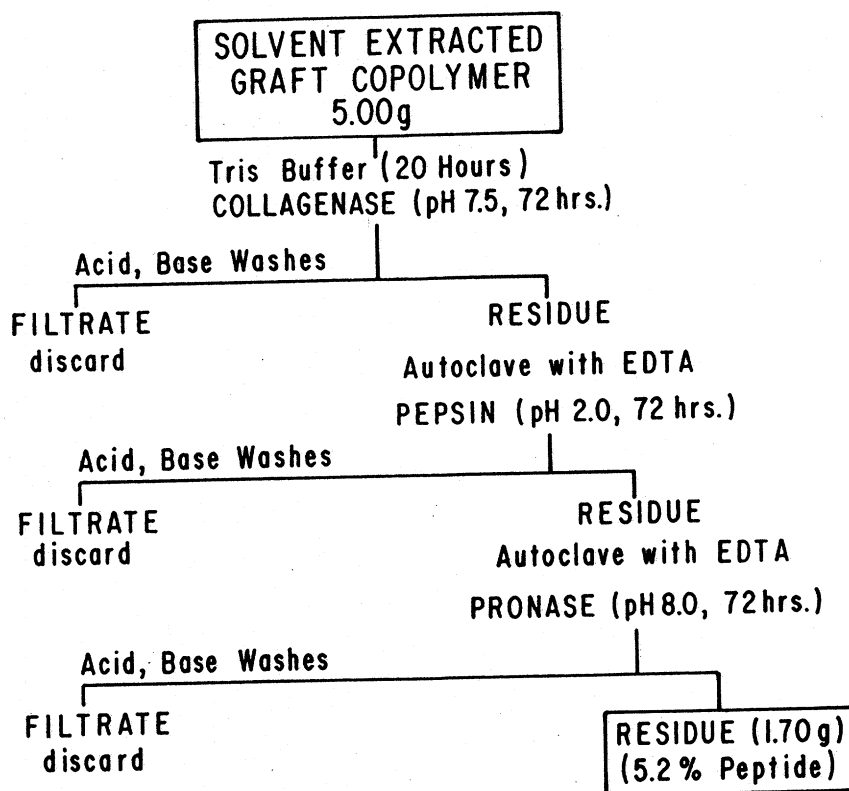 SOLVENT EXTRACTED
GRAFT COPOLYMER
5.00g
Tris Buffer (20 Hours)
COLLAGENASE (pH 7.5, 72 hrs.)
Acid, Base Washes
FILTRATE
discard
RESIDUE
Autoclave with EDTA
PEPSIN (pH 2.0, 72 hrs.)
Acid, Base Washes
FILTRATE
discard
RESIDUE
Autoclave with EDTA
PRONASE (pH 8.0, 72 hrs.)
Acid, Base Washes
FILTRATE
discard
RESIDUE (1.70 g)
(5.2 % Peptide)